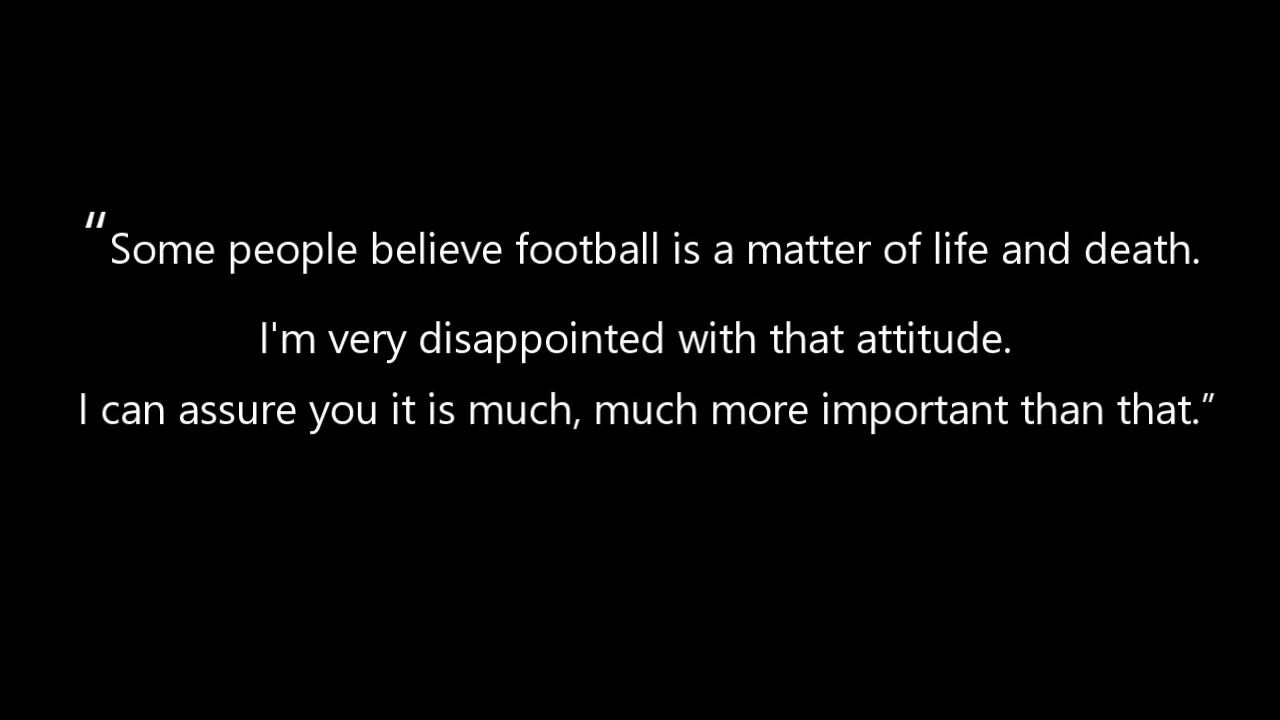 “Some people believe football is a matter of life and death.
I'm very disappointed with that attitude.
I can assure you it is much, much more important than that.”